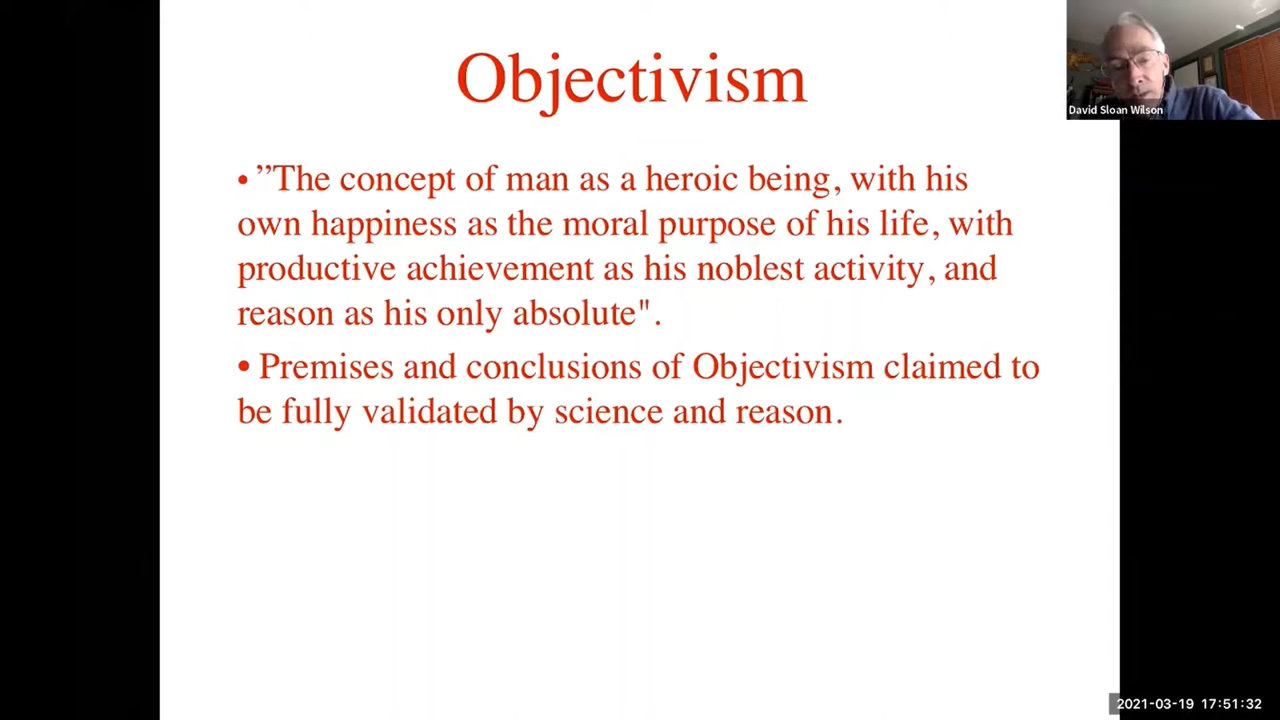 Objectivism
David Sloan Wilson
• ”The concept of man as a heroic being, with his
own happiness as the moral purpose of his life, with
productive achievement as his noblest activity, and
reason as his only absolute".
• Premises and conclusions of Objectivism claimed to
be fully validated by science and reason.
2021-03-19 17:51:32